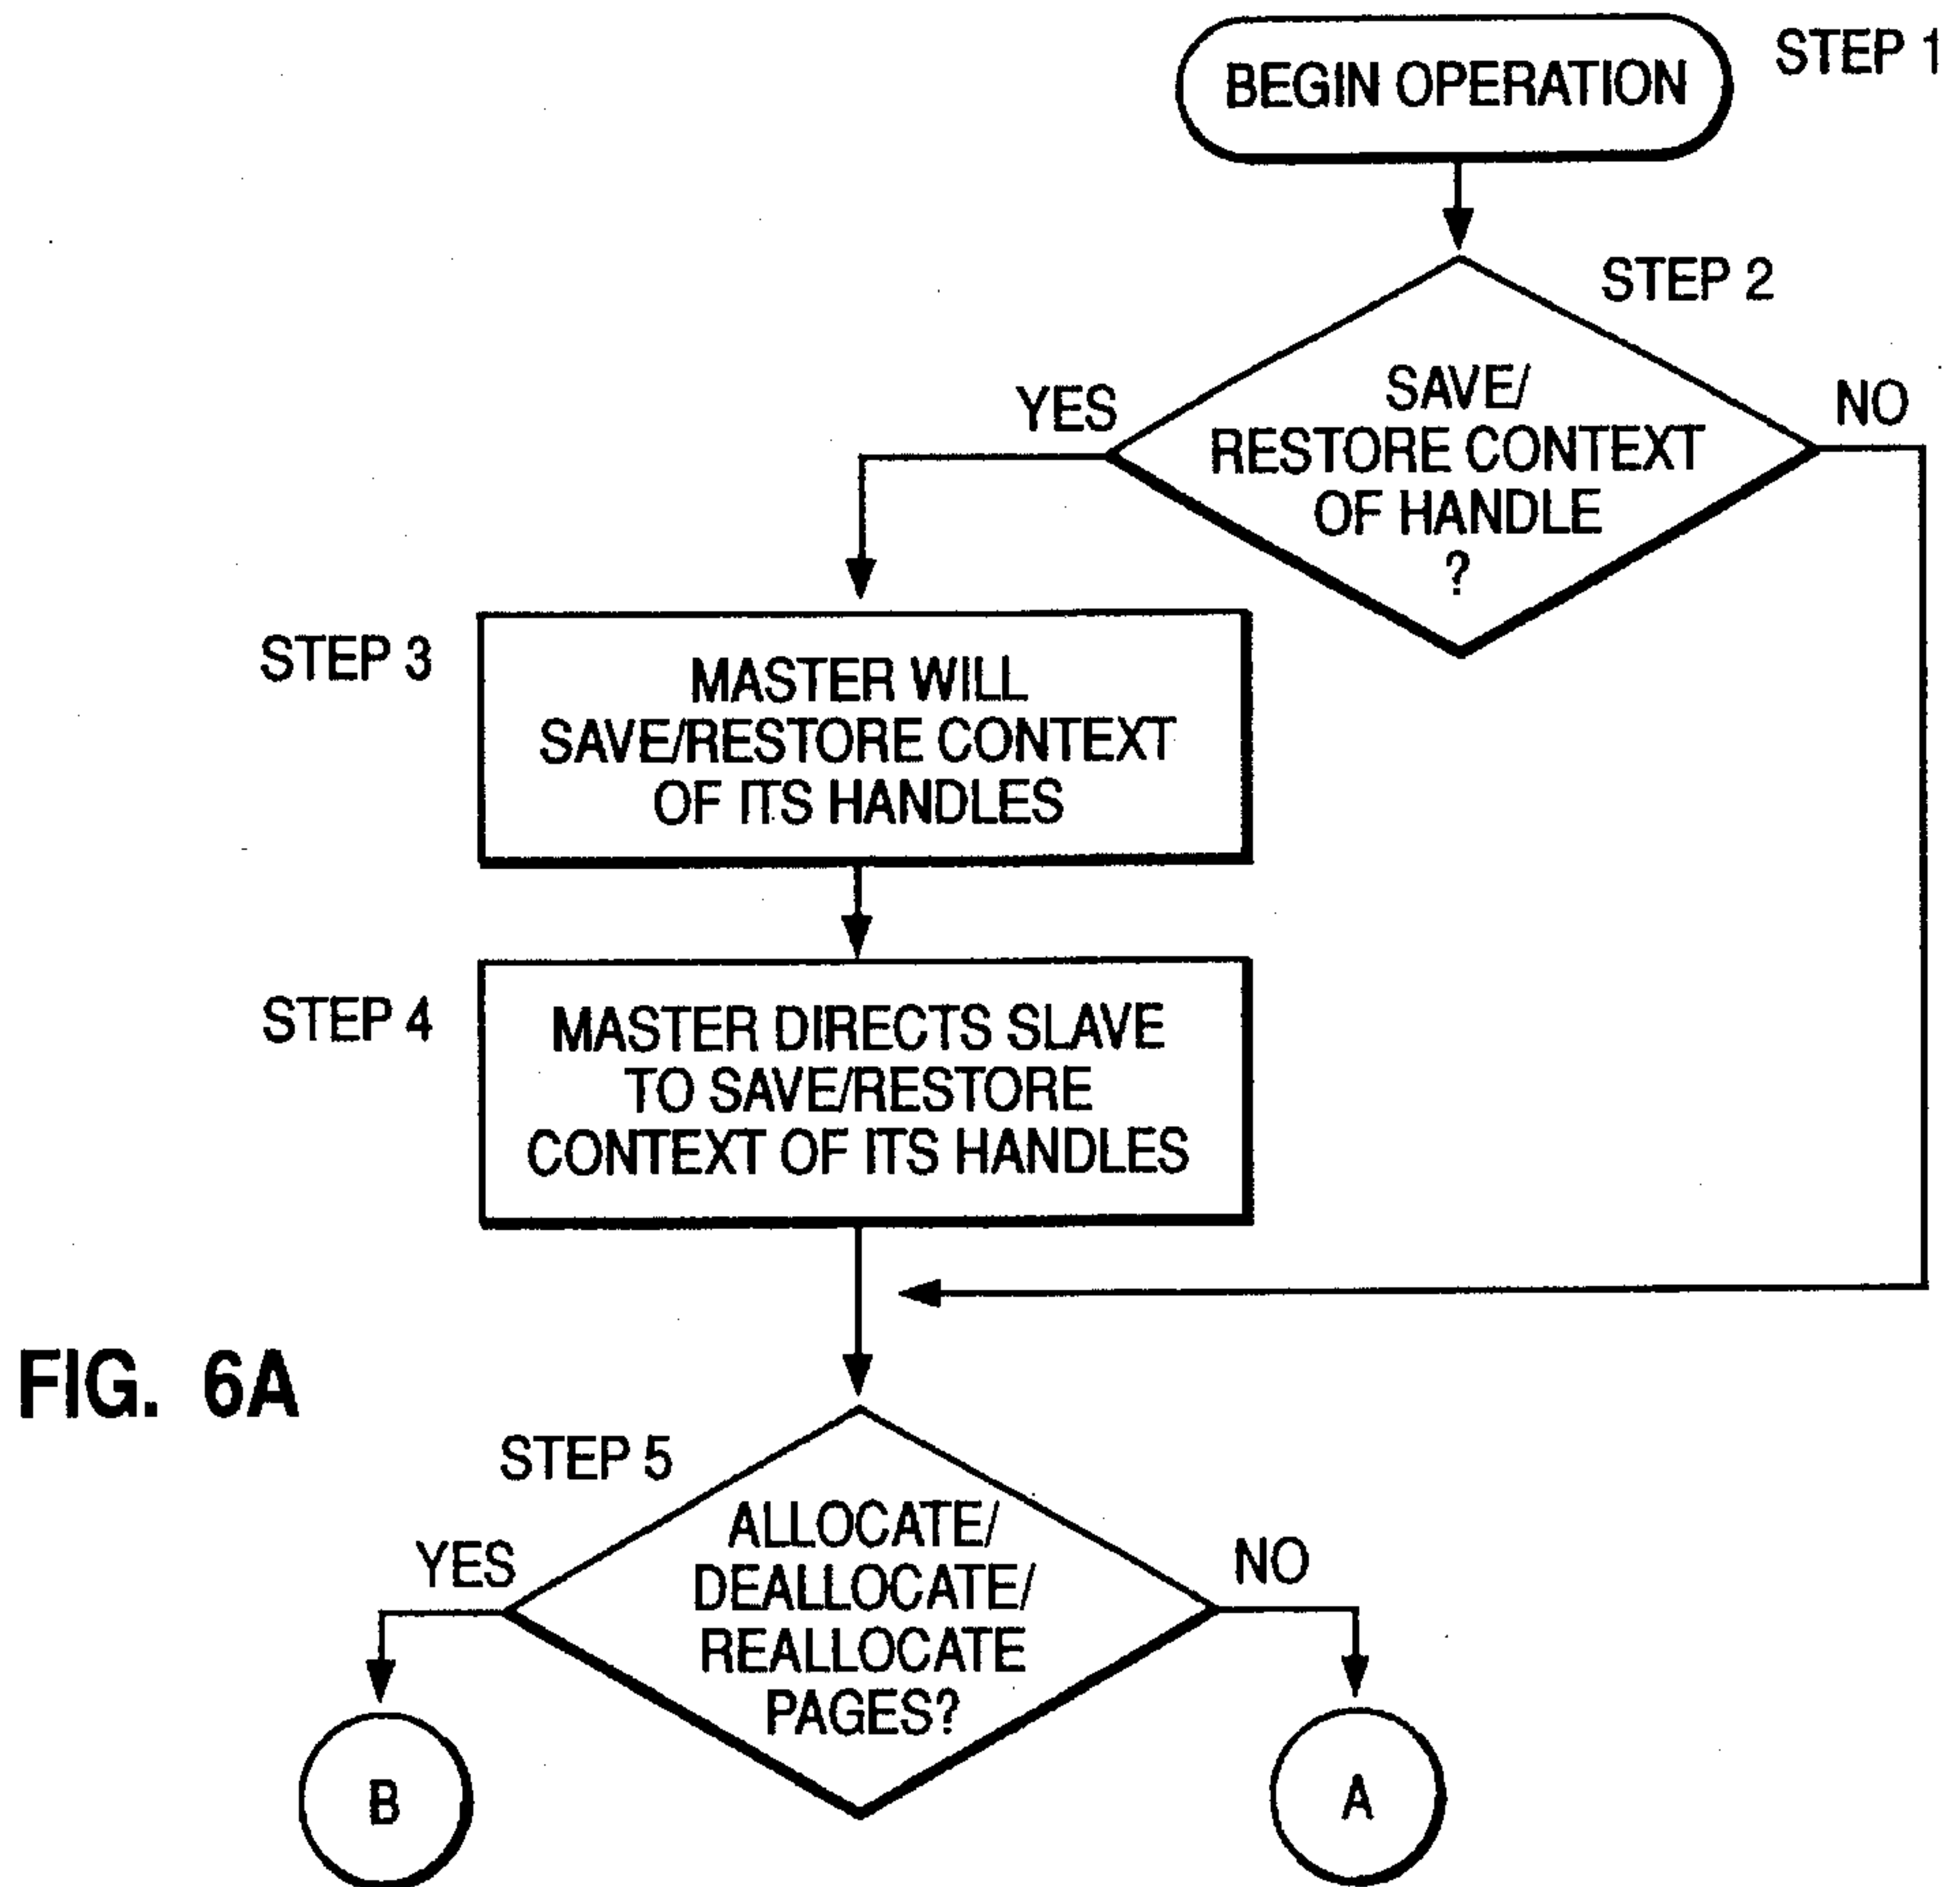 BEGIN OPERATION
STEP 1
STEP 2
SAVE/
RESTORE CONTEXT
OF HANDLE
?
YES
NO
STEP 3
MASTER WILL
SAVE/RESTORE CONTEXT
OF ITS HANDLES
STEP 4
MASTER DIRECTS SLAVE
TO SAVE/RESTORE
CONTEXT OF ITS HANDLES
FIG. 6A
STEP 5
ALLOCATE/
DEALLOCATE/
REALLOCATE
PAGES?
YES
NO
B
A